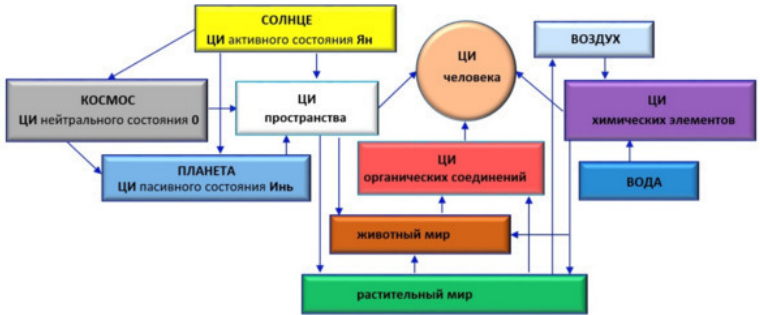 СОЛНЦЕ
ЦИ активного состояния Ян
ВОЗДУХ
ЦИ
человека
КОСМОС
ЦИ нейтрального состояния 0
ЦИ
пространства
ЦИ
химических элементов
ПЛАНЕТА
ЦИ пасивного состояния Инь
ЦИ
органических соединений
ВОДА
животный мир
растительный мир